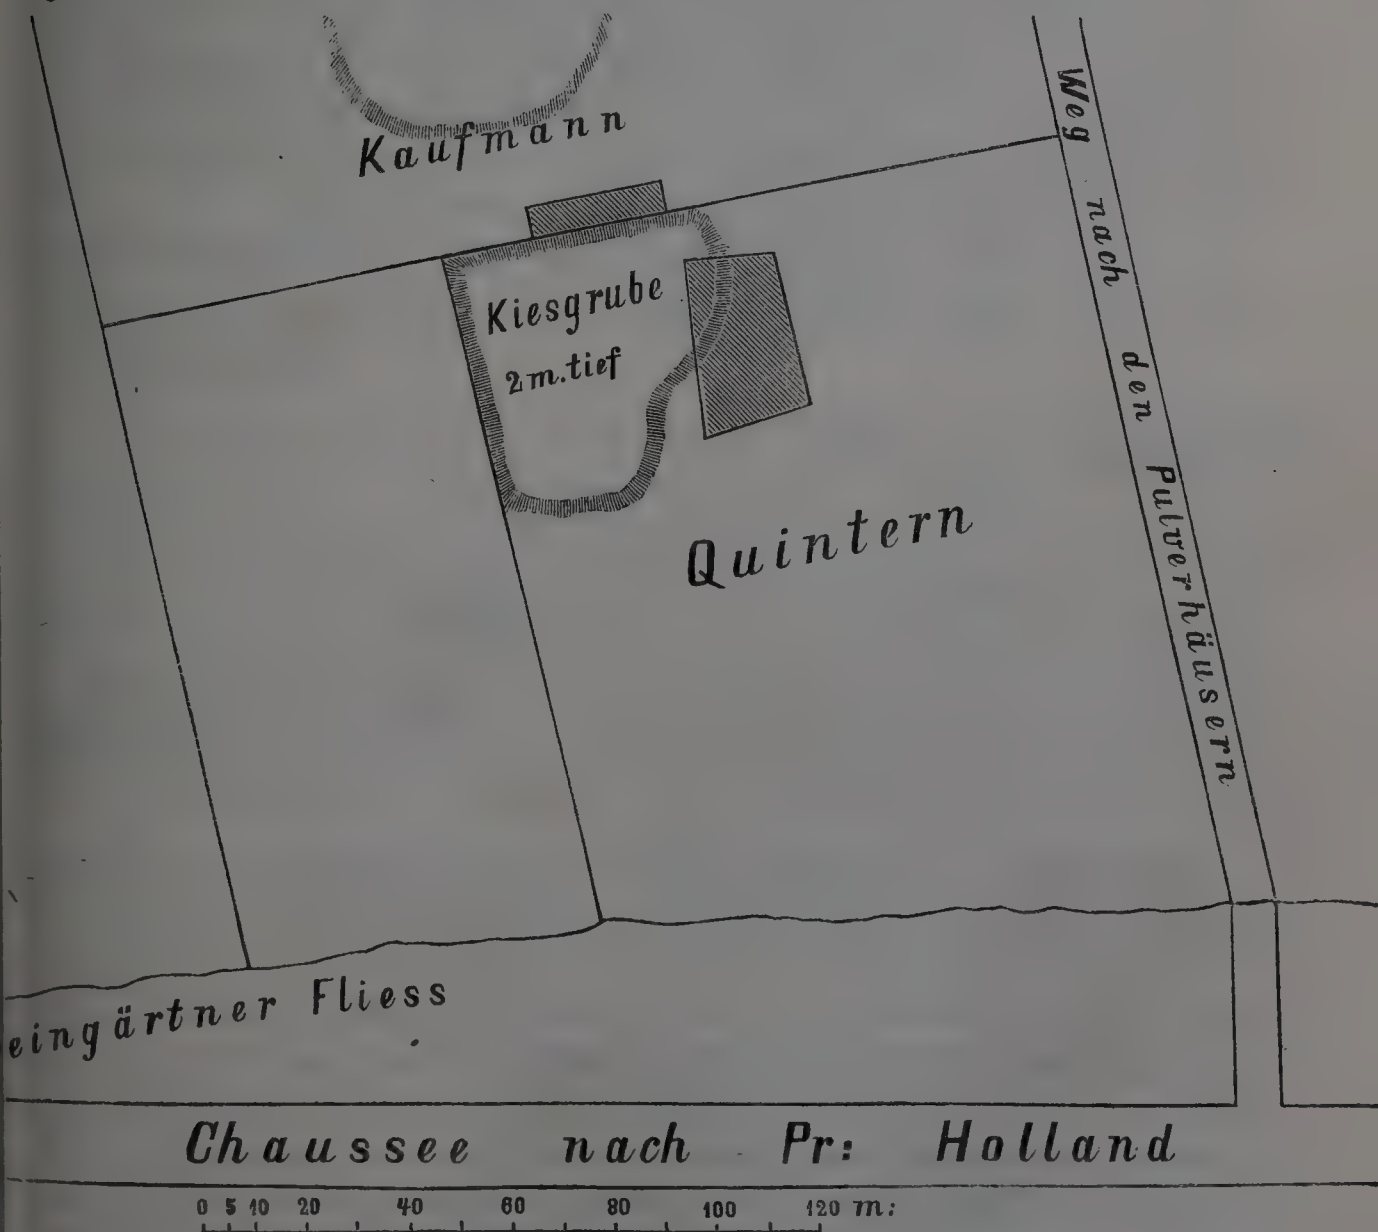 Kaufmann
Weg nach den Pulverhäusern
Kiesgrube
2 m. tief
Quintern
eingärtner Fliess
Chaussee nach Pr: Holland
0 5 10 20 40 60 80 100 120 m: